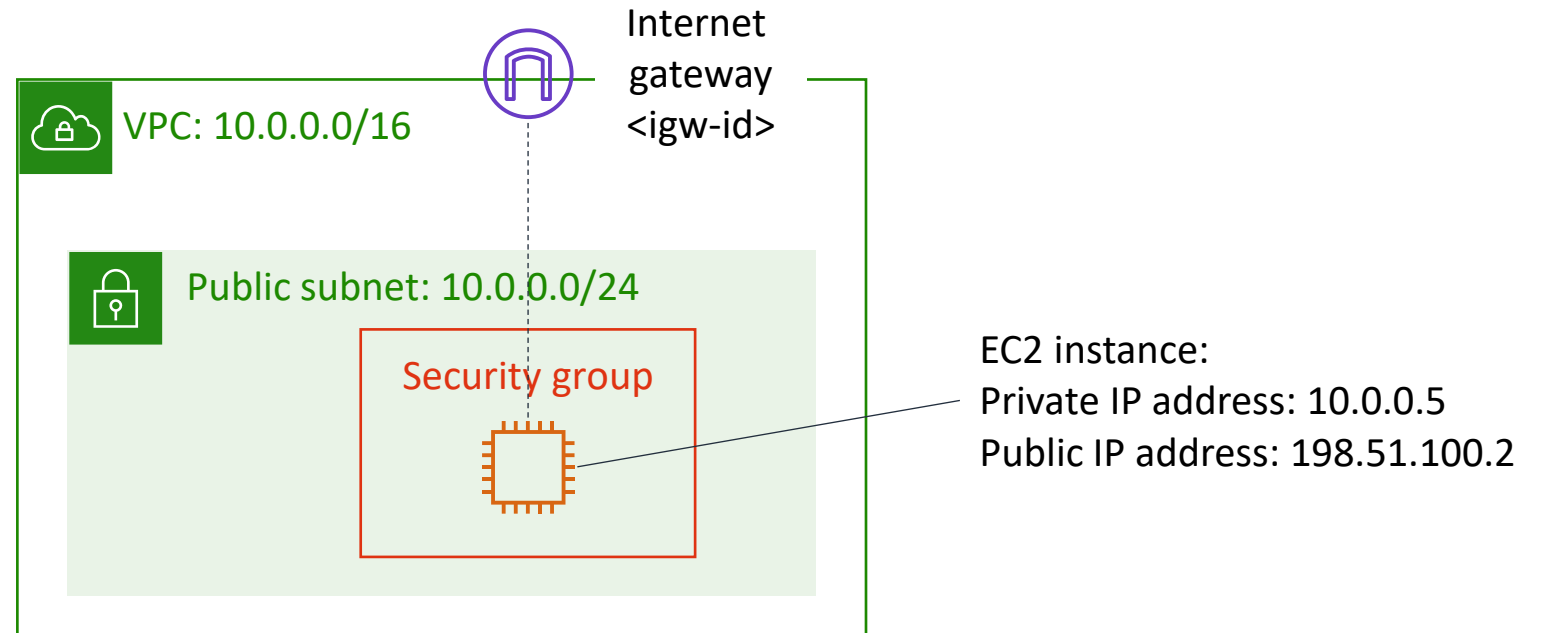 Internet
gateway
<igw-id>
VPC: 10.0.0.0/16
Public subnet: 10.0.0.0/24
Security group
EC2 instance:
Private IP address: 10.0.0.5
Public IP address: 198.51.100.2